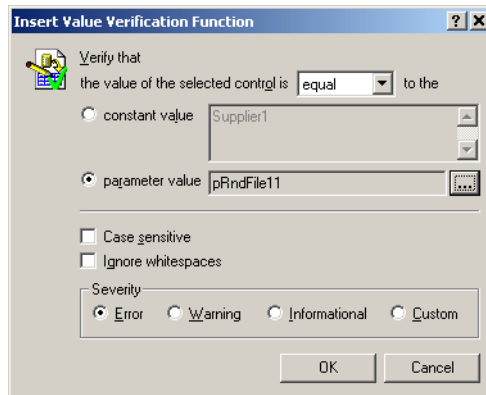 Insert Value Verification Function
Verify that
the value of the selected control is equal to the
constant value Supplier1
parameter value pRndFile11 ...
Case sensitive
Ignore whitespaces
Severity
Error Warning Informational Custom
OK Cancel